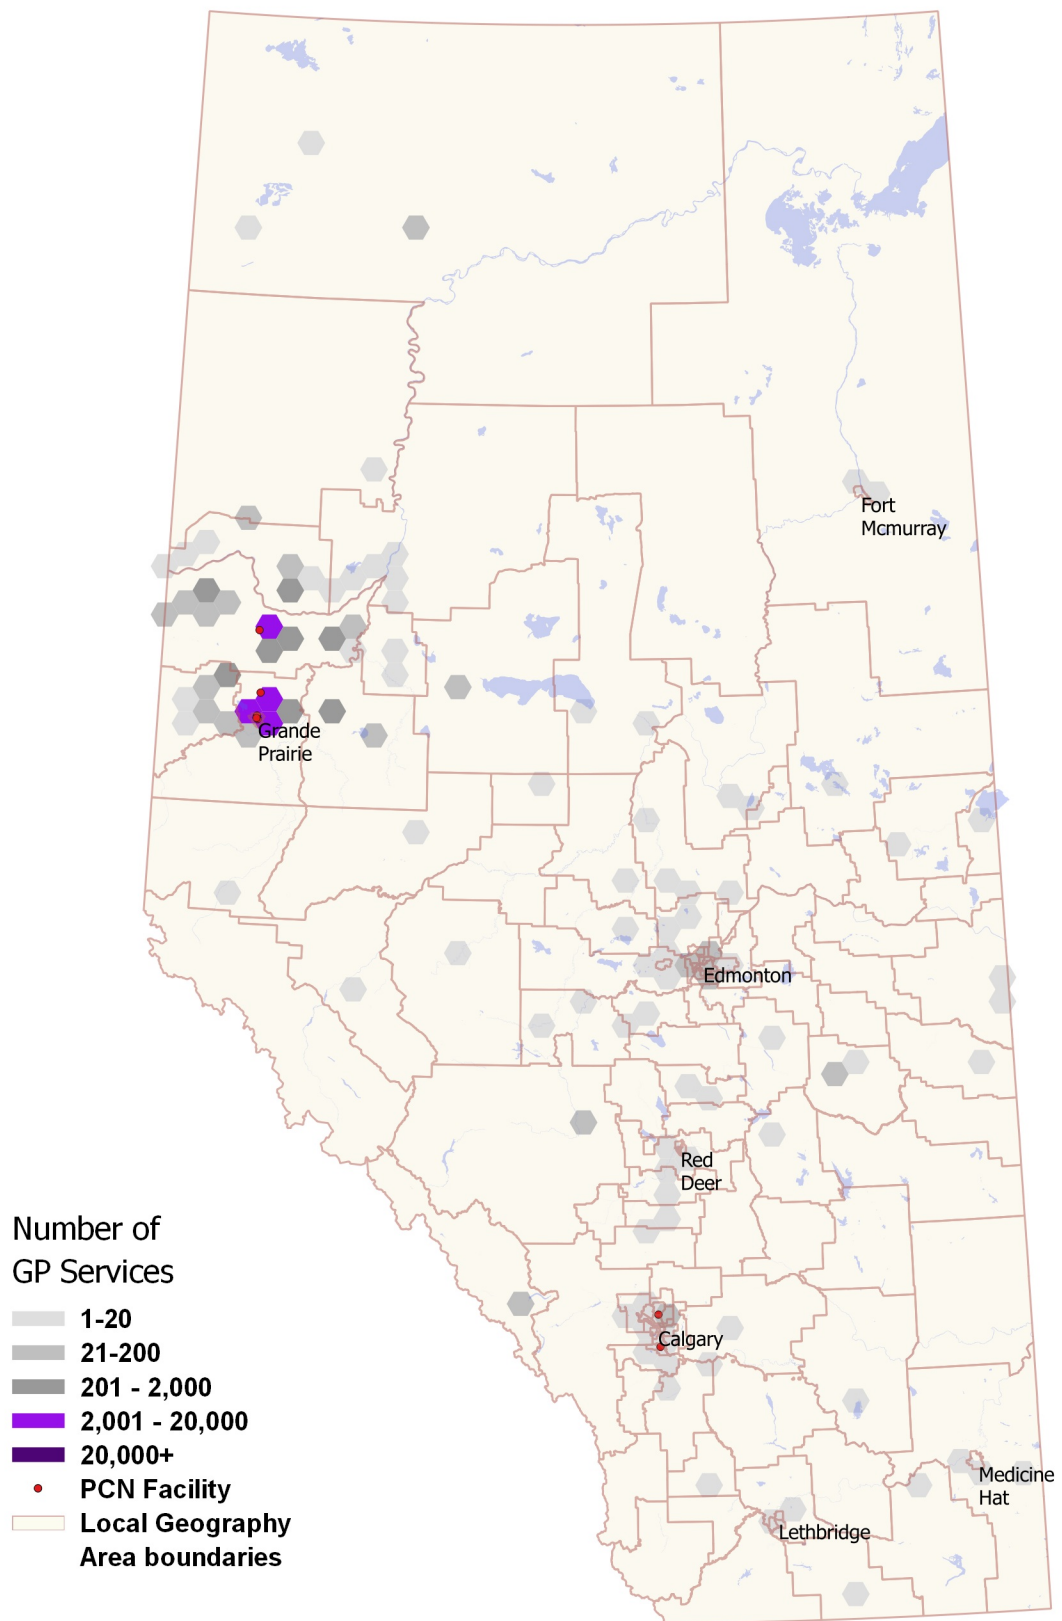 Fort
Mcmurray
Grande
Prairie
Edmonton
Red
Deer
Number of
GP Services
1-20
21-200
201 - 2,000
2,001 - 20,000
20,000+
PCN Facility
Local Geography
Area boundaries
Calgary
Medicine
Hat
Lethbridge